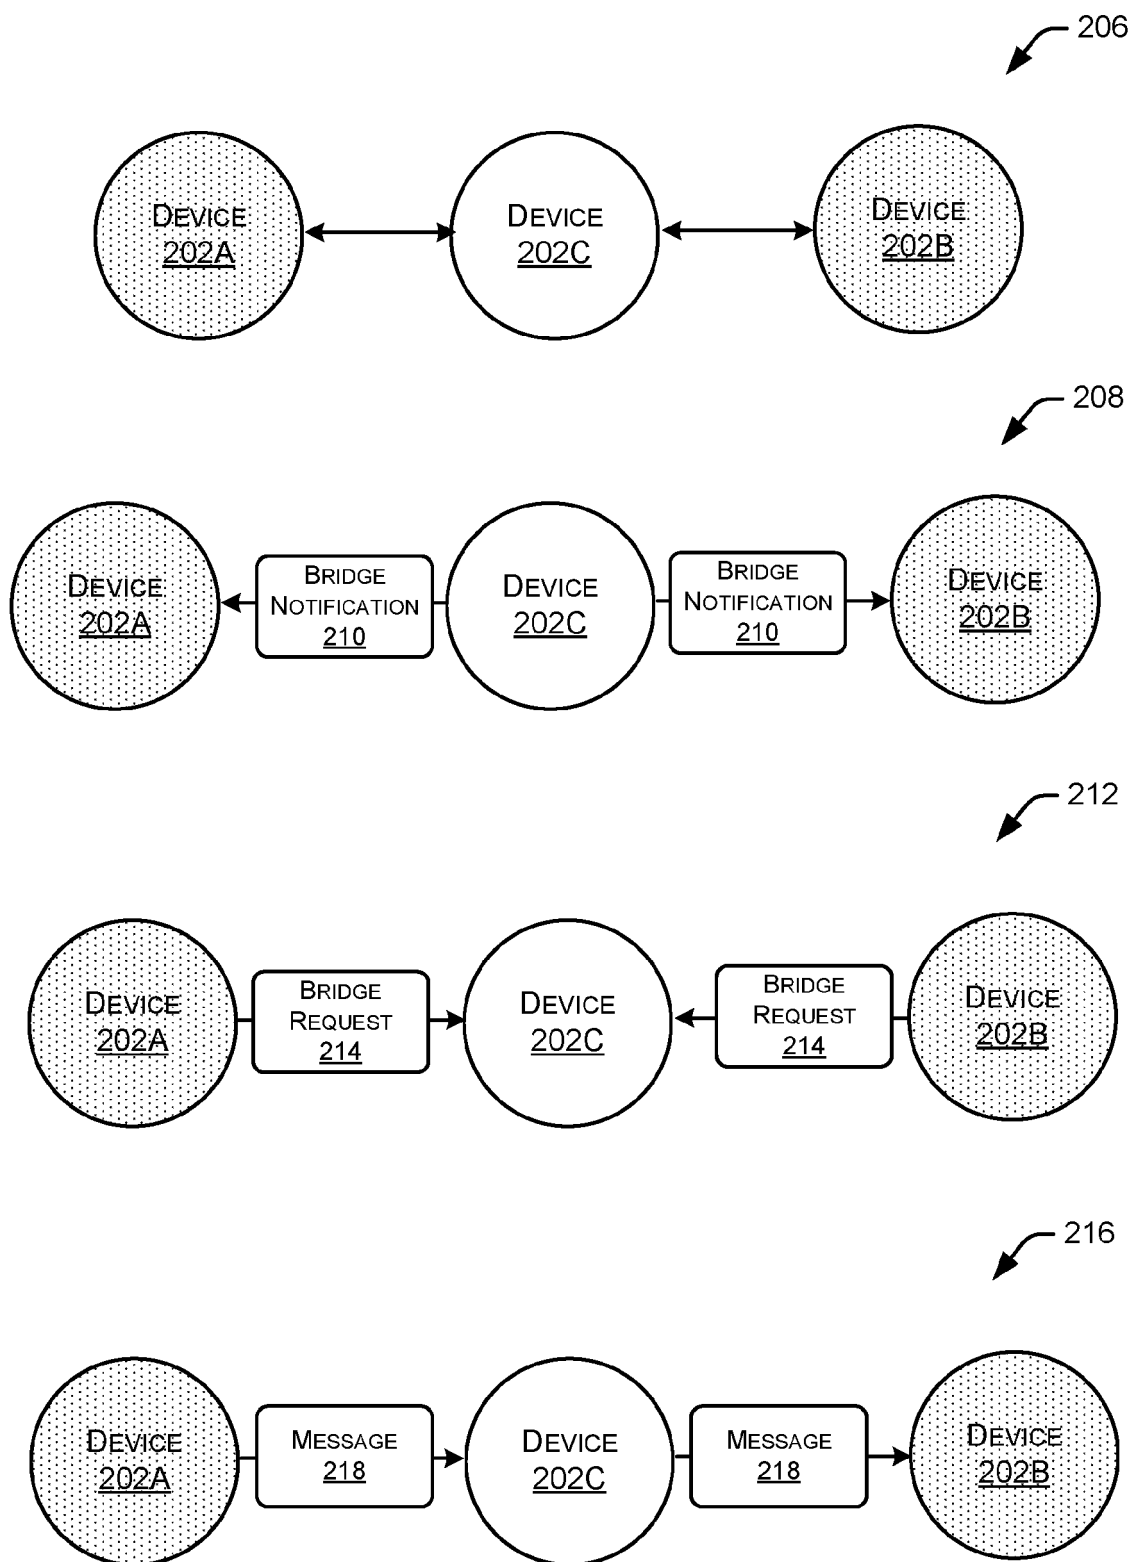 206
DEVICE
202A
DEVICE
202C
DEVICE
202B
208
DEVICE
202A
BRIDGE
NOTIFICATION
210
DEVICE
202C
BRIDGE
NOTIFICATION
210
DEVICE
202B
212
DEVICE
202A
BRIDGE
REQUEST
214
DEVICE
202C
BRIDGE
REQUEST
214
DEVICE
202B
216
DEVICE
202A
MESSAGE
218
DEVICE
202C
MESSAGE
218
DEVICE
202B